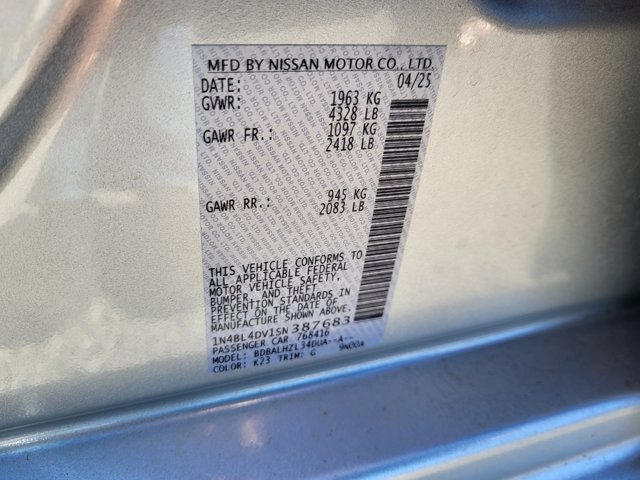 MFD BY NISSAN MOTOR CO., LTD.
DATE: 04/25
GVWR: 1963 KG
4328 LB
GAWR FR.: 1097 KG
2418 LB
GAWR RR.: 945 KG
2083 LB
THIS VEHICLE CONFORMS TO
ALL APPLICABLE FEDERAL
MOTOR VEHICLE SAFETY,
BUMPER, AND THEFT
PREVENTION STANDARDS IN
EFFECT ON THE DATE OF
MANUFACTURE SHOWN ABOVE.
1N4BL4DV1SN387683
PASSENGER CAR 768416
MODEL: BDBALHZL34DUA--A--
COLOR: K23 TRIM: G 9N00A